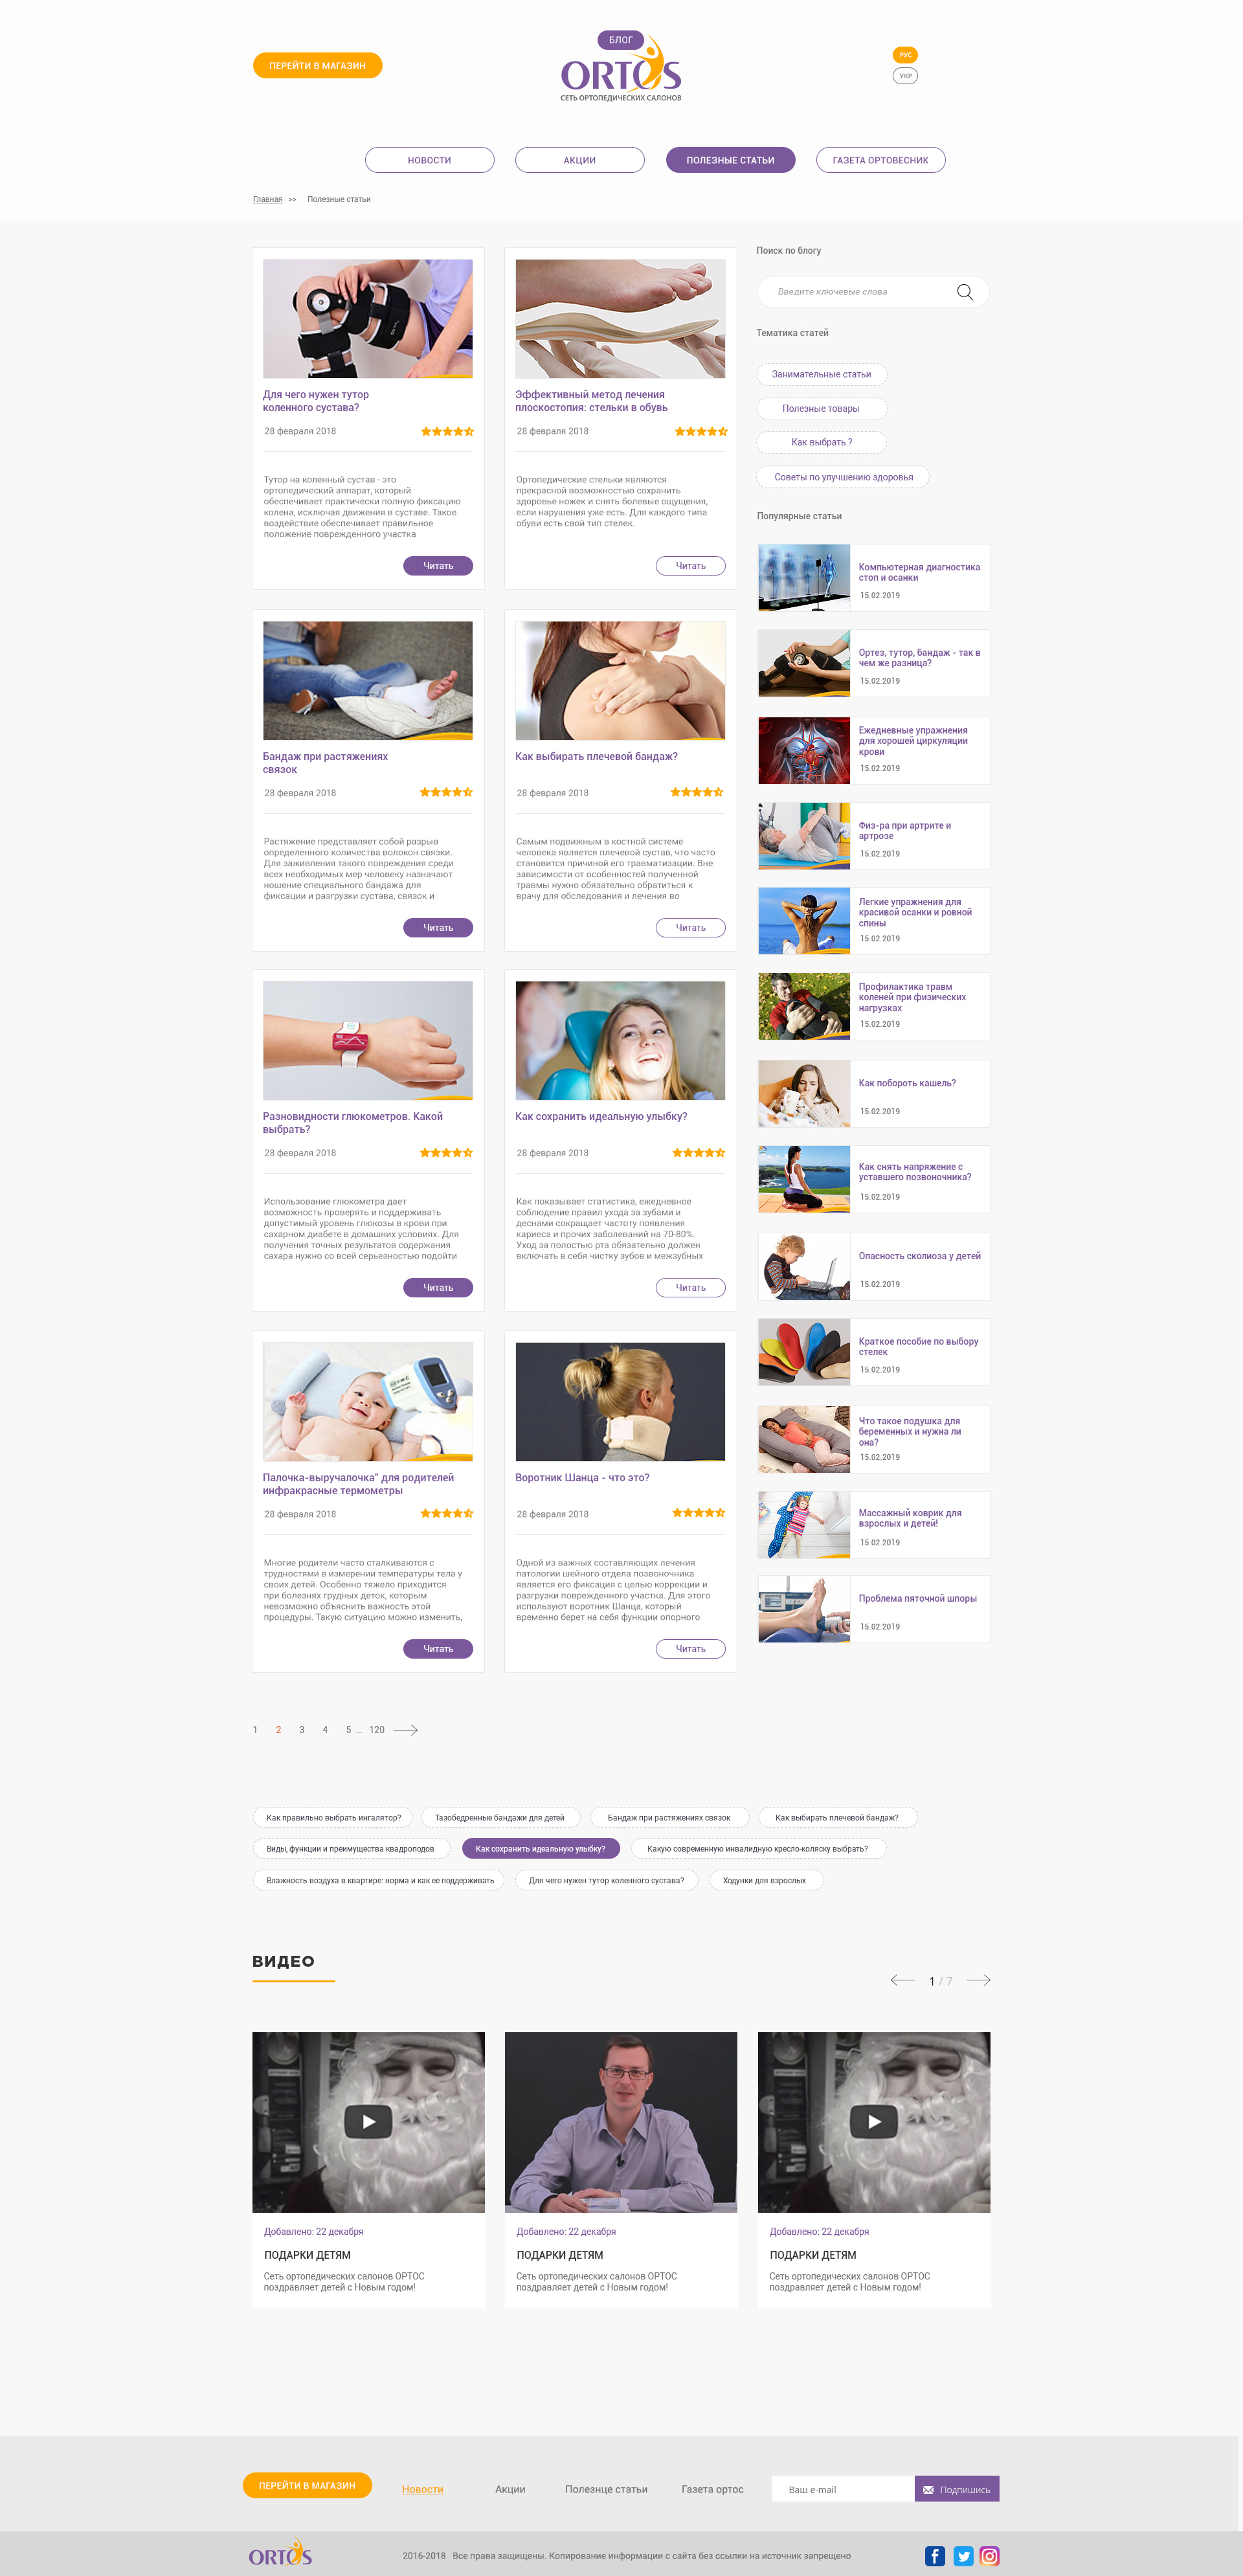 БЛОГ
ПЕРЕЙТИ В МАГАЗИН
ORTOS
СЕТЬ ОРТОПЕДИЧЕСКИХ САЛОНОВ
РУС
УКР
НОВОСТИ
АКЦИИ
ПОЛЕЗНЫЕ СТАТЬИ
ГАЗЕТА ОРТОВЕСНИК
Главная >> Полезные статьи
Для чего нужен тутор
коленного сустава?
28 февраля 2018
Тутор на коленный сустав - это
ортопедический аппарат, который
обеспечивает практически полную фиксацию
колена, исключая движения в суставе. Такое
воздействие обеспечивает правильное
положение поврежденного участка
Читать
Эффективный метод лечения
плоскостопия: стельки в обувь
28 февраля 2018
Ортопедические стельки являются
прекрасной возможностью сохранить
здоровье ножек и снять болевые ощущения,
если нарушения уже есть. Для каждого типа
обуви есть свой тип стелек.
Читать
Бандаж при растяжениях
связок
28 февраля 2018
Растяжение представляет собой разрыв
определенного количества волокон связки.
Для заживления такого повреждения среди
всех необходимых мер человеку назначают
ношение специального бандажа для
фиксации и разгрузки сустава, связок и
Читать
Как выбирать плечевой бандаж?
28 февраля 2018
Самым подвижным в костной системе
человека является плечевой сустав, что часто
становится причиной его травматизации. Вне
зависимости от особенностей полученной
травмы нужно обязательно обратиться к
врачу для обследования и лечения во
Читать
Разновидности глюкометров. Какой
выбрать?
28 февраля 2018
Использование глюкометра дает
возможность проверять и поддерживать
допустимый уровень глюкозы в крови при
сахарном диабете в домашних условиях. Для
получения точных результатов содержания
сахара нужно со всей серьезностью подойти
Читать
Как сохранить идеальную улыбку?
28 февраля 2018
Как показывает статистика, ежедневное
соблюдение правил ухода за зубами и
деснами сокращает частоту появления
кариеса и прочих заболеваний на 70-80%.
Уход за полостью рта обязательно должен
включать в себя чистку зубов и межзубных
Читать
Палочка-выручалочка" для родителей
инфракрасные термометры
28 февраля 2018
Многие родители часто сталкиваются с
трудностями в измерении температуры тела у
своих детей. Особенно тяжело приходится
при болезнях грудных деток, которым
невозможно объяснить важность этой
процедуры. Такую ситуацию можно изменить,
Читать
Воротник Шанца - что это?
28 февраля 2018
Одной из важных составляющих лечения
патологии шейного отдела позвоночника
является его фиксация с целью коррекции и
разгрузки поврежденного участка. Для этого
используют воротник Шанца, который
временно берет на себя функции опорного
Читать
Поиск по блогу
Введите ключевые слова
Тематика статей
Занимательные статьи
Полезные товары
Как выбрать ?
Советы по улучшению здоровья
Популярные статьи
Компьютерная диагностика
стоп и осанки
15.02.2019
Ортез, тутор, бандаж - так в
чем же разница?
15.02.2019
Ежедневные упражнения
для хорошей циркуляции
крови
15.02.2019
Физ-ра при артрите и
артрозе
15.02.2019
Легкие упражнения для
красивой осанки и ровной
спины
15.02.2019
Профилактика травм
коленей при физических
нагрузках
15.02.2019
Как побороть кашель?
15.02.2019
Как снять напряжение с
уставшего позвоночника?
15.02.2019
Опасность сколиоза у детей
15.02.2019
Краткое пособие по выбору
стелек
15.02.2019
Что такое подушка для
беременных и нужна ли
она?
15.02.2019
Массажный коврик для
взрослых и детей!
15.02.2019
Проблема пяточной шпоры
15.02.2019
1 2 3 4 5 ... 120
Как правильно выбрать ингалятор?
Тазобедренные бандажи для детей
Бандаж при растяжениях связок
Как выбирать плечевой бандаж?
Виды, функции и преимущества квадроподов
Как сохранить идеальную улыбку?
Какую современную инвалидную кресло-коляску выбрать?
Влажность воздуха в квартире: норма и как ее поддерживать
Для чего нужен тутор коленного сустава?
Ходунки для взрослых
ВИДЕО
1 / 7
Добавлено: 22 декабря
ПОДАРКИ ДЕТЯМ
Сеть ортопедических салонов ОРТОС
поздравляет детей с Новым годом!
Добавлено: 22 декабря
ПОДАРКИ ДЕТЯМ
Сеть ортопедических салонов ОРТОС
поздравляет детей с Новым годом!
Добавлено: 22 декабря
ПОДАРКИ ДЕТЯМ
Сеть ортопедических салонов ОРТОС
поздравляет детей с Новым годом!
ПЕРЕЙТИ В МАГАЗИН
Новости
Акции
Полезнце статьи
Газета ортос
Ваш e-mail
Подпишись
ORTOS
2016-2018 Все права защищены. Копирование информации с сайта без ссылки на источник запрещено